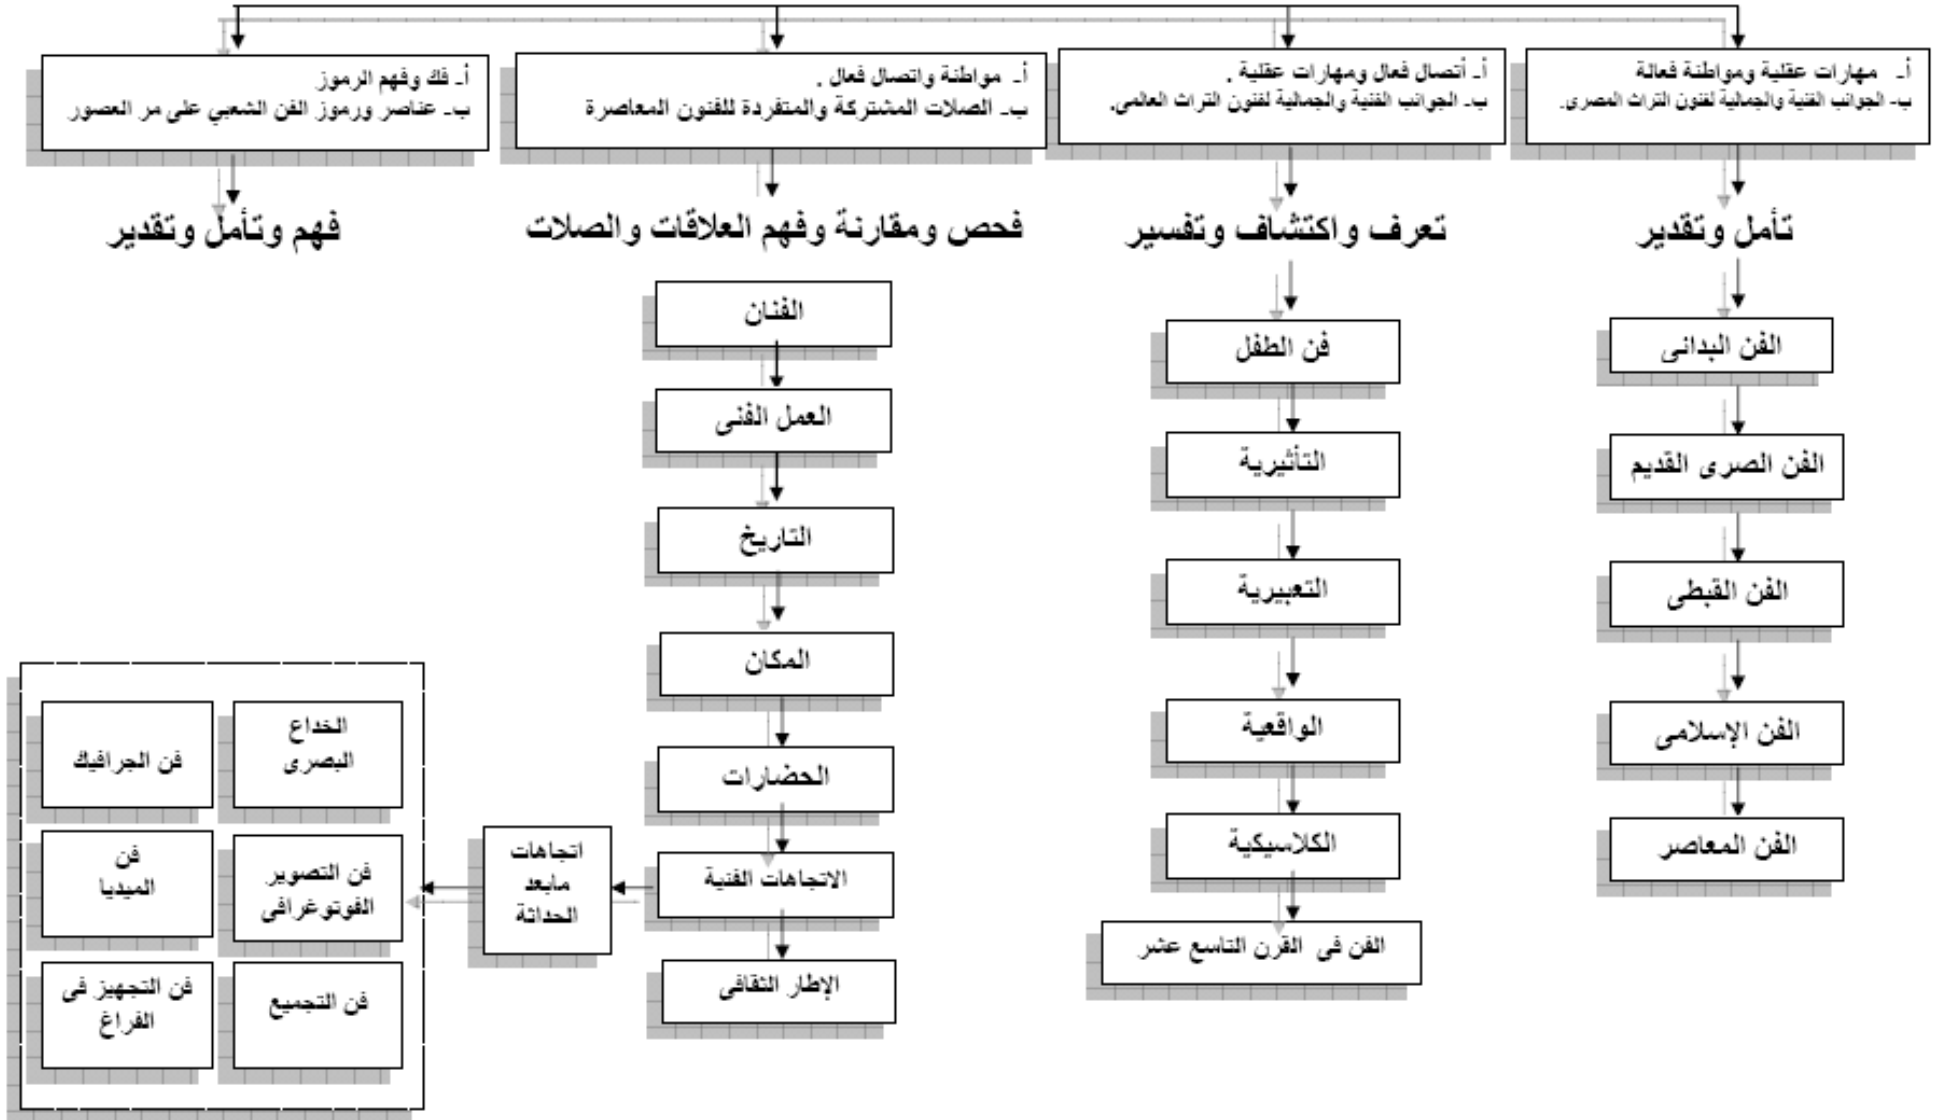 أ- مهارات عقلية ومواطنة فعالة
ب- الجوانب الفنية والجمالية لفنون التراث المصرى.
تأمل وتقدير
الفن البدائى
الفن الصرى القديم
الفن القبطى
الفن الإسلامى
الفن المعاصر
أ- أتصال فعال ومهارات عقلية .
ب- الجوانب الفنية والجمالية لفنون التراث العالمى.
تعرف واكتشاف وتفسير
فن الطفل
التأثيرية
التعبيرية
الواقعية
الكلاسيكية
الفن فى القرن التاسع عشر
أ- مواطنة واتصال فعال .
ب- الصلات المشتركة والمتفردة للفنون المعاصرة
فحص ومقارنة وفهم العلاقات والصلات
الفنان
العمل الفنى
التاريخ
المكان
الحضارات
الاتجاهات الفنية
الإطار الثقافى
اتجاهات
مابعد
الحداثة
الخداع
البصرى
فن الجرافيك
فن التصوير
الفوتوغرافى
فن
الميديا
فن التجميع
فن التجهيز فى
الفراغ
أ- فك وفهم الرموز
ب- عناصر ورموز الفن الشعبي على مر العصور
فهم وتأمل وتقدير